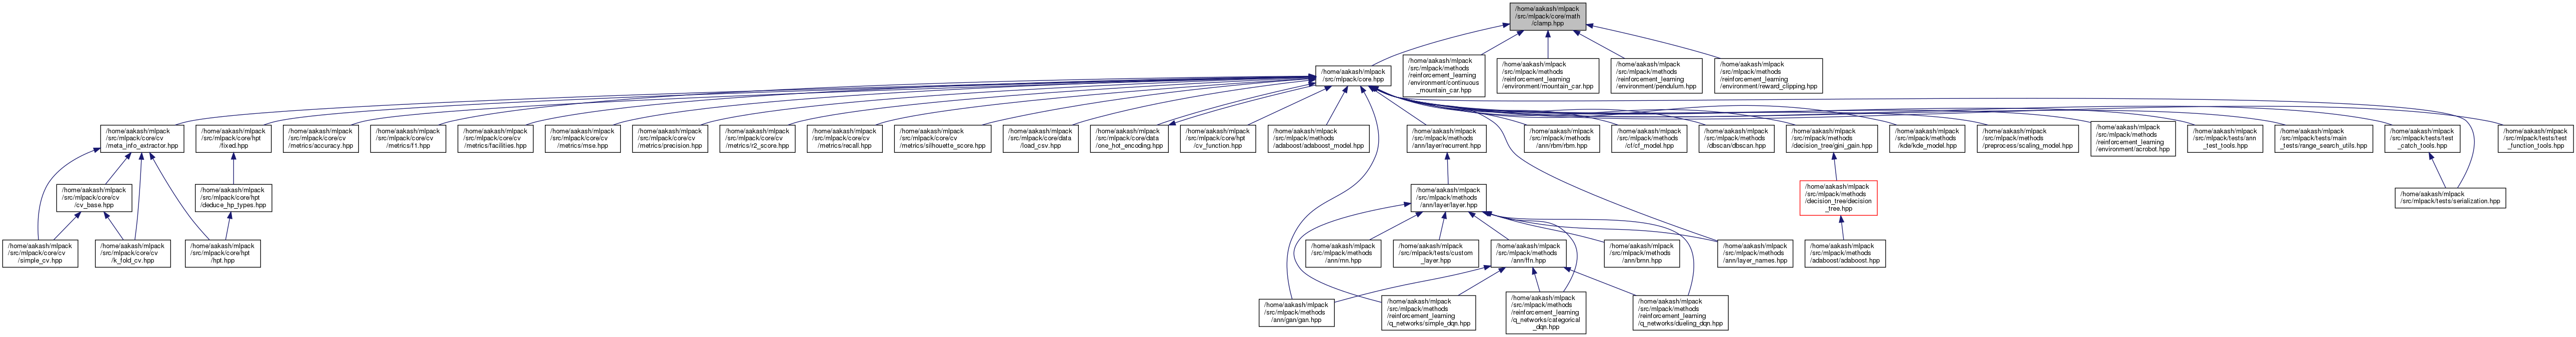 /home/aakash/mlpack
/src/mlpack/core/math
/clamp.hpp
/home/aakash/mlpack
/src/mlpack/core.hpp
/home/aakash/mlpack
/src/mlpack/methods
/reinforcement_learning
/environment/continuous
_mountain_car.hpp
/home/aakash/mlpack
/src/mlpack/methods
/reinforcement_learning
/environment/mountain_car.hpp
/home/aakash/mlpack
/src/mlpack/methods
/reinforcement_learning
/environment/pendulum.hpp
/home/aakash/mlpack
/src/mlpack/methods
/reinforcement_learning
/environment/reward_clipping.hpp
/home/aakash/mlpack
/src/mlpack/core/cv
/meta_info_extractor.hpp
/home/aakash/mlpack
/src/mlpack/core/hpt
/fixed.hpp
/home/aakash/mlpack
/src/mlpack/core/cv
/metrics/accuracy.hpp
/home/aakash/mlpack
/src/mlpack/core/cv
/metrics/f1.hpp
/home/aakash/mlpack
/src/mlpack/core/cv
/metrics/facilities.hpp
/home/aakash/mlpack
/src/mlpack/core/cv
/metrics/mse.hpp
/home/aakash/mlpack
/src/mlpack/core/cv
/metrics/precision.hpp
/home/aakash/mlpack
/src/mlpack/core/cv
/metrics/r2_score.hpp
/home/aakash/mlpack
/src/mlpack/core/cv
/metrics/recall.hpp
/home/aakash/mlpack
/src/mlpack/core/cv
/metrics/silhouette_score.hpp
/home/aakash/mlpack
/src/mlpack/core/data
/load_csv.hpp
/home/aakash/mlpack
/src/mlpack/core/data
/one_hot_encoding.hpp
/home/aakash/mlpack
/src/mlpack/core/hpt
/cv_function.hpp
/home/aakash/mlpack
/src/mlpack/methods
/adaboost/adaboost_model.hpp
/home/aakash/mlpack
/src/mlpack/methods
/ann/layer/recurrent.hpp
/home/aakash/mlpack
/src/mlpack/methods
/ann/rbm/rbm.hpp
/home/aakash/mlpack
/src/mlpack/methods
/cf/cf_model.hpp
/home/aakash/mlpack
/src/mlpack/methods
/dbscan/dbscan.hpp
/home/aakash/mlpack
/src/mlpack/methods
/decision_tree/gini_gain.hpp
/home/aakash/mlpack
/src/mlpack/methods
/kde/kde_model.hpp
/home/aakash/mlpack
/src/mlpack/methods
/preprocess/scaling_model.hpp
/home/aakash/mlpack
/src/mlpack/methods
/reinforcement_learning
/environment/acrobot.hpp
/home/aakash/mlpack
/src/mlpack/tests/ann
_test_tools.hpp
/home/aakash/mlpack
/src/mlpack/tests/main
_tests/range_search_utils.hpp
/home/aakash/mlpack
/src/mlpack/tests/test
_catch_tools.hpp
/home/aakash/mlpack
/src/mlpack/tests/test
_function_tools.hpp
/home/aakash/mlpack
/src/mlpack/core/cv
/cv_base.hpp
/home/aakash/mlpack
/src/mlpack/core/hpt
/deduce_hp_types.hpp
/home/aakash/mlpack
/src/mlpack/methods
/ann/layer/layer.hpp
/home/aakash/mlpack
/src/mlpack/methods
/decision_tree/decision
_tree.hpp
/home/aakash/mlpack
/src/mlpack/tests/serialization.hpp
/home/aakash/mlpack
/src/mlpack/core/cv
/simple_cv.hpp
/home/aakash/mlpack
/src/mlpack/core/cv
/k_fold_cv.hpp
/home/aakash/mlpack
/src/mlpack/core/hpt
/hpt.hpp
/home/aakash/mlpack
/src/mlpack/methods
/ann/rnn.hpp
/home/aakash/mlpack
/src/mlpack/tests/custom
_layer.hpp
/home/aakash/mlpack
/src/mlpack/methods
/ann/ffn.hpp
/home/aakash/mlpack
/src/mlpack/methods
/ann/brnn.hpp
/home/aakash/mlpack
/src/mlpack/methods
/ann/layer_names.hpp
/home/aakash/mlpack
/src/mlpack/methods
/adaboost/adaboost.hpp
/home/aakash/mlpack
/src/mlpack/methods
/ann/gan/gan.hpp
/home/aakash/mlpack
/src/mlpack/methods
/reinforcement_learning
/q_networks/simple_dqn.hpp
/home/aakash/mlpack
/src/mlpack/methods
/reinforcement_learning
/q_networks/categorical
_dqn.hpp
/home/aakash/mlpack
/src/mlpack/methods
/reinforcement_learning
/q_networks/dueling_dqn.hpp